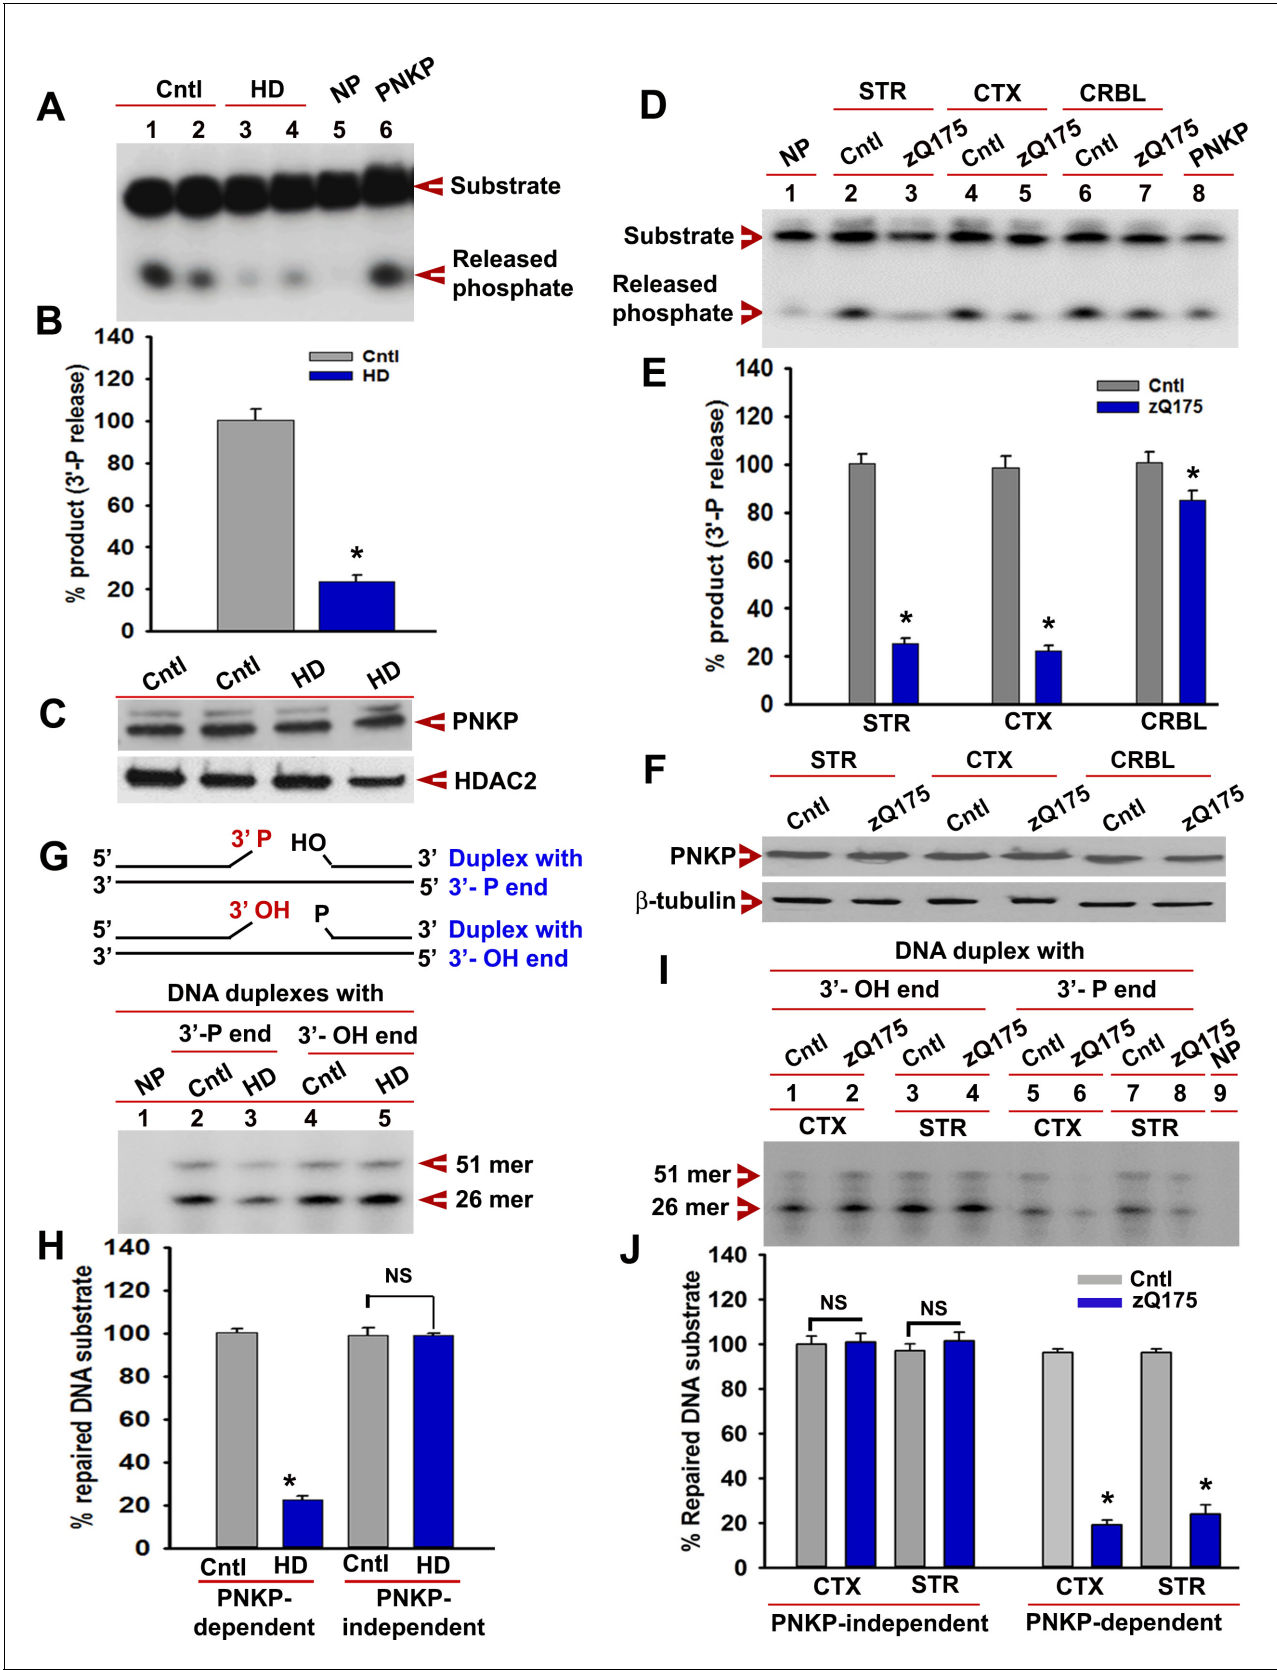 A
Cntl HD NP PNKP
1 2 3 4 5 6
Substrate
Released
phosphate
B
140
120
100
80
60
40
20
0
% product (3'-P release)
Cntl
HD
*
C
Cntl Cntl HD HD
PNKP
HDAC2
D
STR CTX CRBL
NP Cntl zQ175 Cntl zQ175 Cntl zQ175 PNKP
1 2 3 4 5 6 7 8
Substrate
Released
phosphate
E
140
120
100
80
60
40
20
0
% product (3'-P release)
Cntl
zQ175
* * *
STR CTX CRBL
F
STR CTX CRBL
Cntl zQ175 Cntl zQ175 Cntl zQ175
PNKP
β-tubulin
G
3' P HO
5' 3' Duplex with
3' 5' 3'- P end
3' OH P
5' 3' Duplex with
3' 5' 3'- OH end
DNA duplexes with
3'-P end 3'- OH end
NP Cntl HD Cntl HD
1 2 3 4 5
51 mer
26 mer
H
140
120
100
80
60
40
20
0
% repaired DNA substrate
NS
*
Cntl HD Cntl HD
PNKP- PNKP-
dependent independent
I
DNA duplex with
3'- OH end 3'- P end
Cntl zQ175 Cntl zQ175 Cntl zQ175 Cntl zQ175 NP
1 2 3 4 5 6 7 8 9
CTX STR CTX STR
51 mer
26 mer
J
140
120
100
80
60
40
20
0
% Repaired DNA substrate
Cntl
zQ175
NS NS
* *
CTX STR CTX STR
PNKP-independent PNKP-dependent